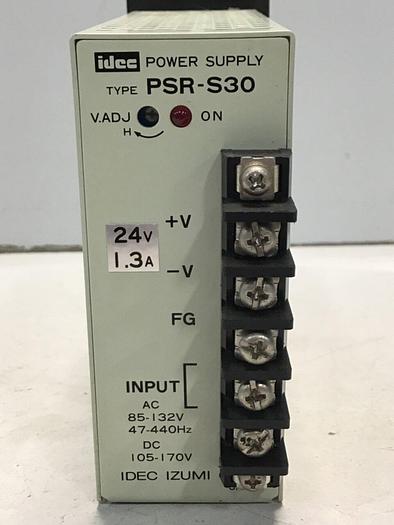 idec POWER SUPPLY
TYPE PSR-S30
V.ADJ ON
H
+V
24V
1.3A
-V
FG
INPUT
AC
85-132V
47-440Hz
DC
105-170V
IDEC IZUMI